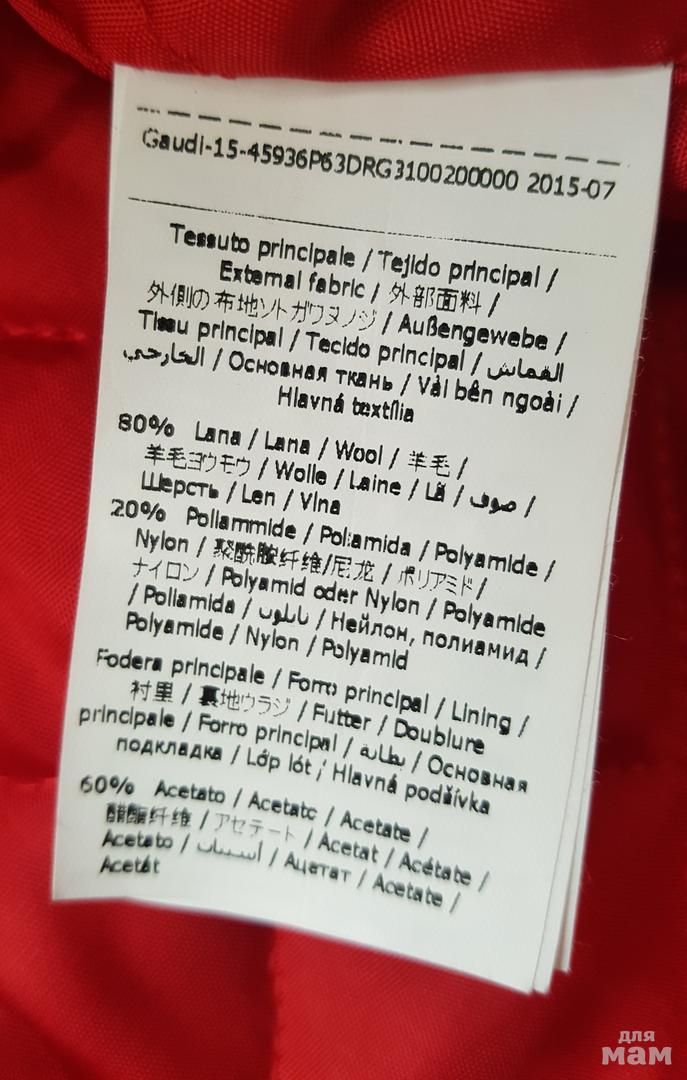 Gaudi-15-45936P63DRG3100200000 2015-07
Tessuto principale / Tejido principal /
External fabric / 外部面料 /
外側の布地ソトガワヌノジ / Außengewebe /
Tissu principal / Tecido principal / القماش
الخارجي / Основная ткань / Vải bên ngoài /
Hlavná textília
80% Lana / Lana / Wool / 羊毛 /
羊毛ヨウモウ / Wolle / Laine / Lã / صوف /
Шерсть / Len / Vlna
20% Poliammide / Poliamida / Polyamide /
Nylon / 聚酰胺纤维/尼龙 / ポリアミド/
ナイロン / Polyamid oder Nylon / Polyamide
/ Poliamida / نايلون / Нейлон, полиамид /
Polyamide / Nylon / Polyamid
Fodera principale / Forro principal / Lining /
衬里 / 裏地ウラジ / Futter / Doublure
principale / Forro principal / بطانة / Основная
подкладка / Lớp lót / Hlavná podšívka
60% Acetato / Acetato / Acetate /
醋酯纤维 / アセテート / Acetat / Acétate /
Acetato / أسيتات / Ацетат / Acetate /
Acetát
для
мам